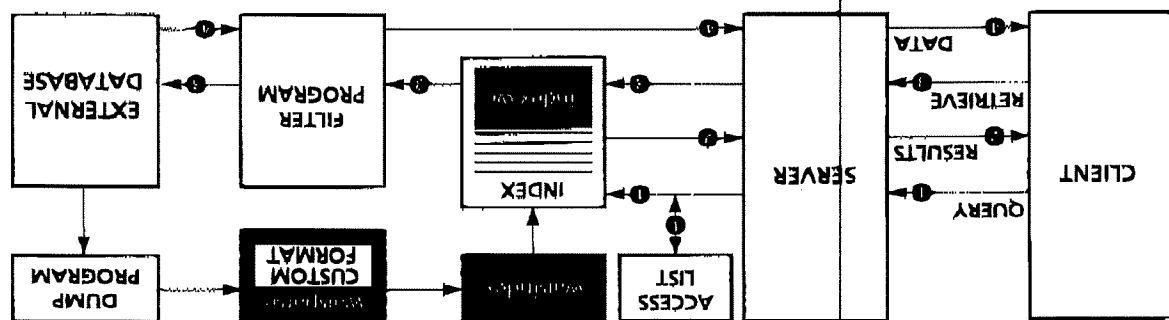 ACCESS
LIST
CUSTOM
FORMAT
DUMP
PROGRAM
CLIENT
QUERY
RESULTS
RETRIEVE
DATA
SERVER
INDEX
FILTER
PROGRAM
EXTERNAL
DATABASE